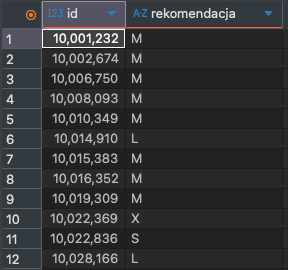 123 id A-Z rekomendacja
1 10,001,232 M
2 10,002,674 M
3 10,006,750 M
4 10,008,093 M
5 10,010,349 M
6 10,014,910 L
7 10,015,383 M
8 10,016,352 M
9 10,019,309 M
10 10,022,369 X
11 10,022,836 S
12 10,028,166 L